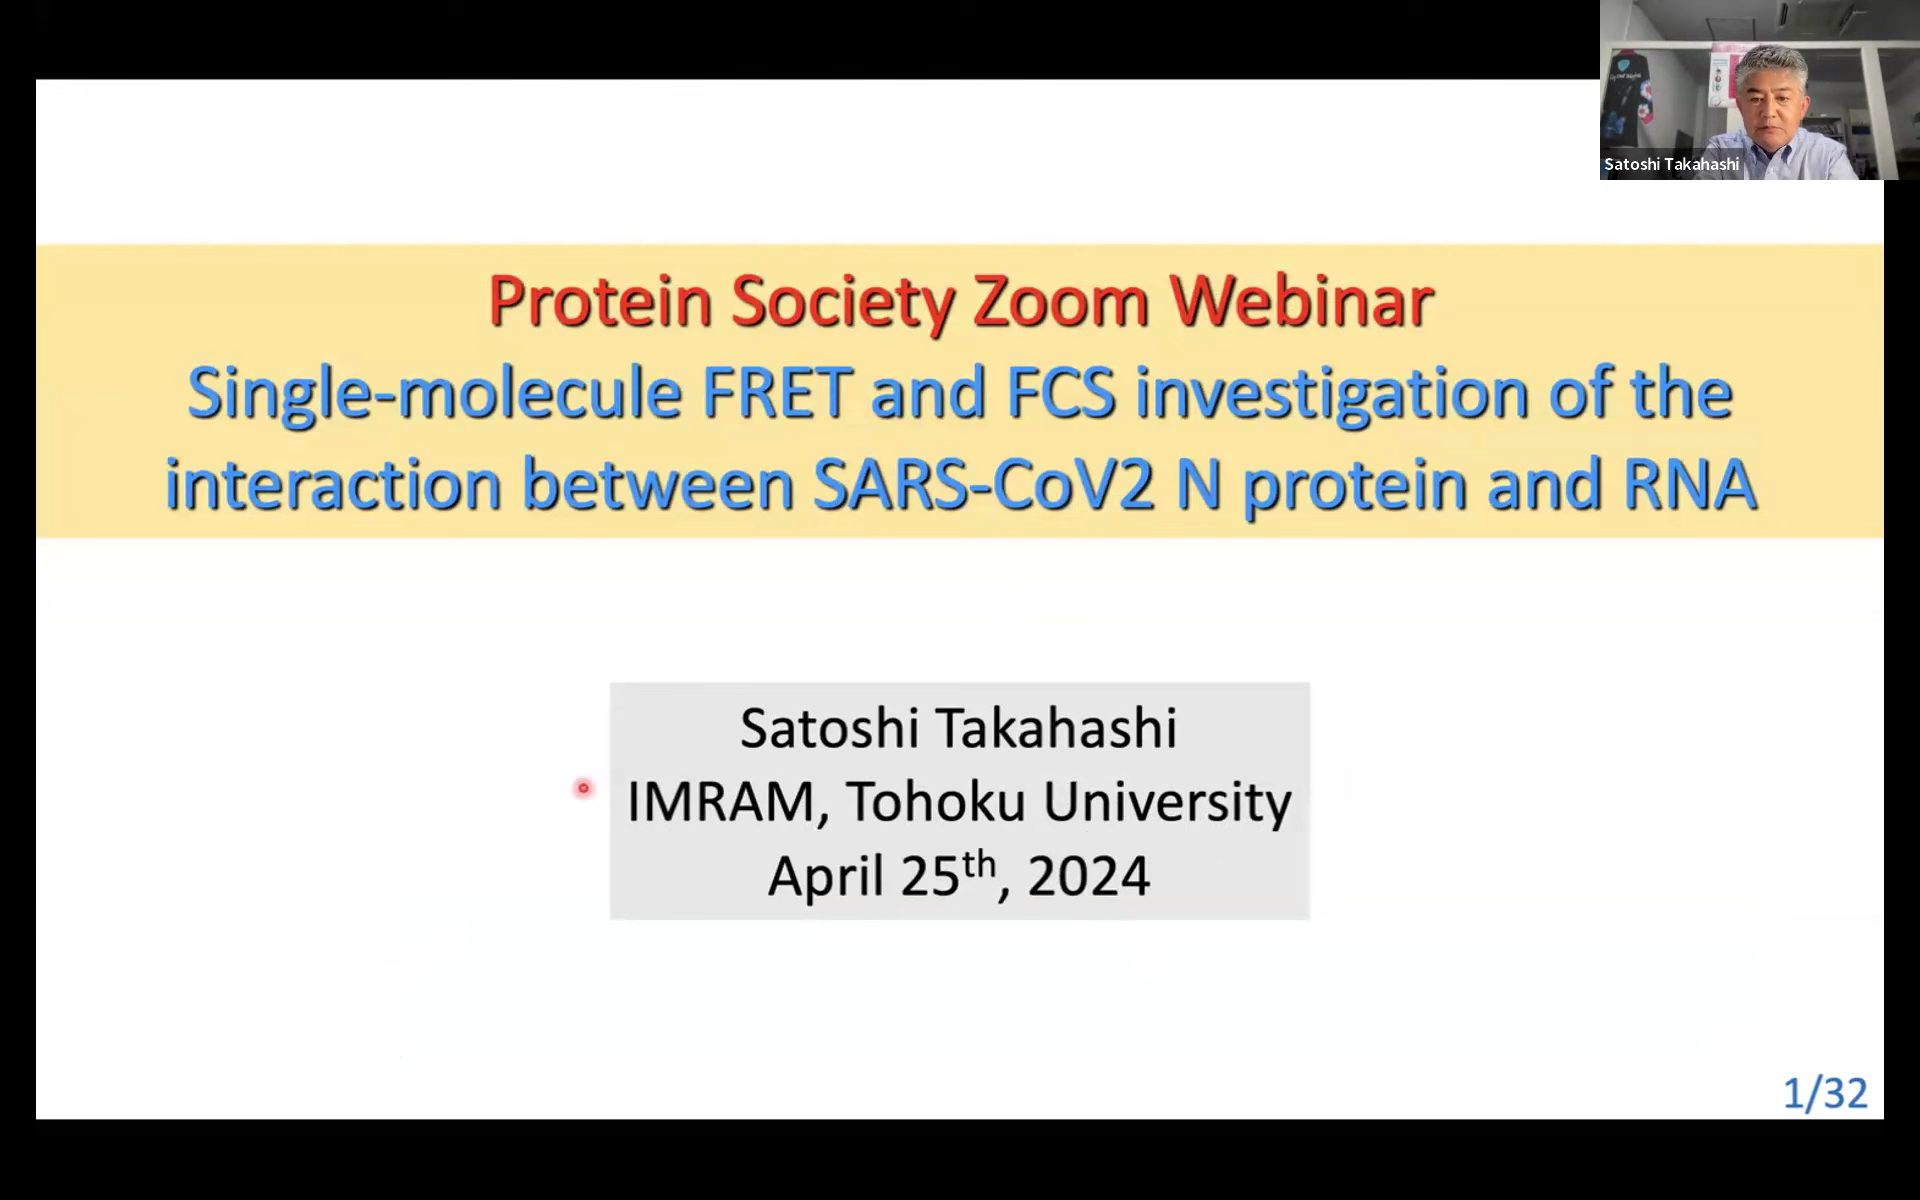 Satoshi Takahashi
Protein Society Zoom Webinar
Single-molecule FRET and FCS investigation of the
interaction between SARS-CoV2 N protein and RNA
Satoshi Takahashi
IMRAM, Tohoku University
April 25th, 2024
1/32